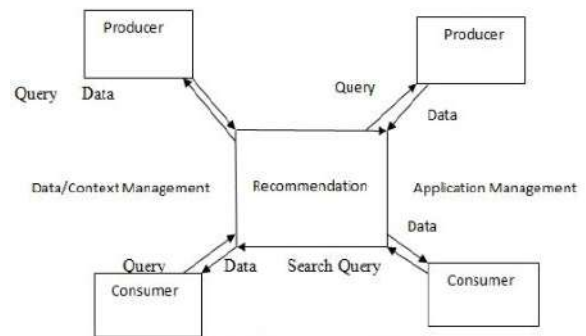 Producer
Producer
Query Data
Query
Data
Data/Context Management
Recommendation
Application Management
Data
Query Data Search Query
Consumer
Consumer